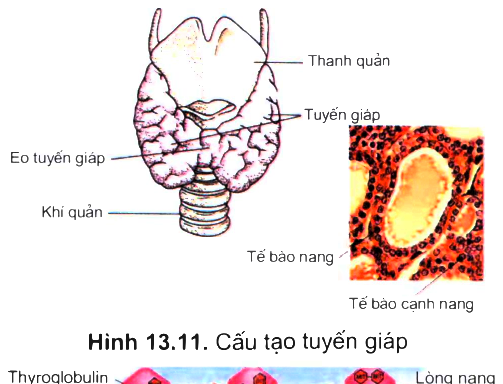 Thanh quản
Tuyến giáp
Eo tuyến giáp
Khí quản
Tế bào nang
Tế bào cạnh nang
Hình 13.11. Cấu tạo tuyến giáp
Thyroglobulin
Lòng nang